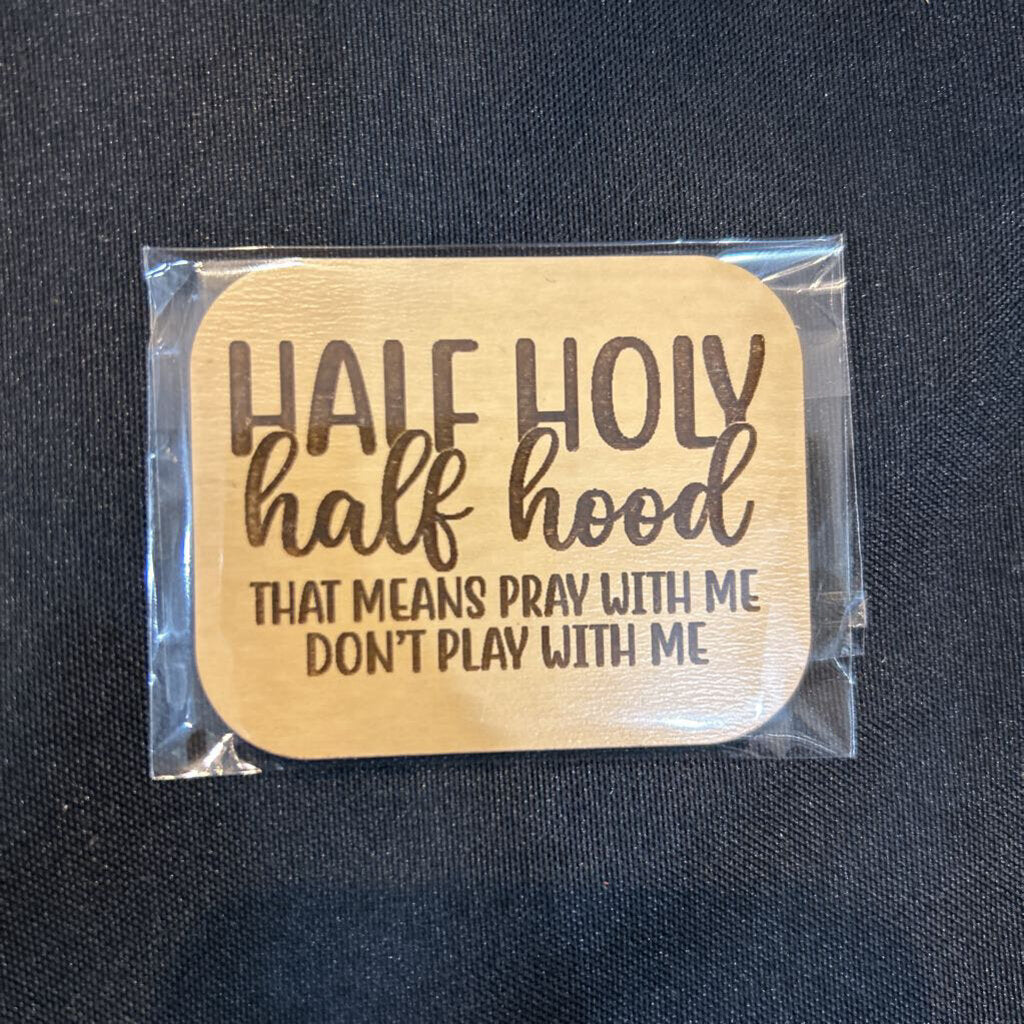 HALF HOLY
half hood
THAT MEANS PRAY WITH ME
DON'T PLAY WITH ME